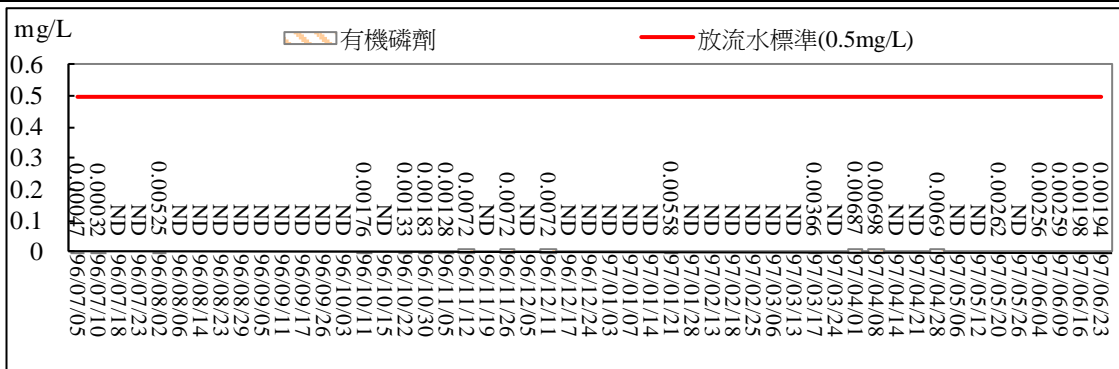 mg/L
有機磷劑
放流水標準(0.5mg/L)
0.6
0.5
0.4
0.3
0.2
0.1
0
0.00047
0.00032
ND
ND
0.00525
ND
ND
ND
ND
ND
ND
ND
ND
ND
0.00176
ND
0.00133
0.00183
0.00128
0.0072
ND
0.0072
ND
0.0072
ND
ND
ND
ND
ND
0.00558
ND
ND
ND
ND
ND
ND
0.00366
ND
0.00687
0.00698
ND
ND
0.00069
ND
ND
0.00262
ND
0.00256
0.00259
0.00198
0.00194
96/07/05
96/07/10
96/07/18
96/07/23
96/08/02
96/08/06
96/08/14
96/08/23
96/08/29
96/09/05
96/09/11
96/09/17
96/09/26
96/10/03
96/10/11
96/10/15
96/10/22
96/10/30
96/11/05
96/11/12
96/11/19
96/11/26
96/12/05
96/12/11
96/12/17
96/12/24
97/01/03
97/01/07
97/01/14
97/01/21
97/01/28
97/02/13
97/02/18
97/02/25
97/03/06
97/03/13
97/03/17
97/03/24
97/04/01
97/04/08
97/04/14
97/04/21
97/04/28
97/05/06
97/05/12
97/05/20
97/05/26
97/06/04
97/06/09
97/06/16
97/06/23